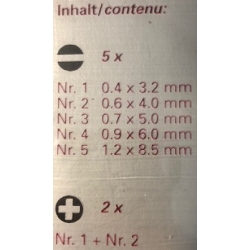 Inhalt/contenu:
5 x
Nr. 1 0.4 x 3.2 mm
Nr. 2 0.6 x 4.0 mm
Nr. 3 0.7 x 5.0 mm
Nr. 4 0.9 x 6.0 mm
Nr. 5 1.2 x 8.5 mm
2 x
Nr. 1 + Nr. 2